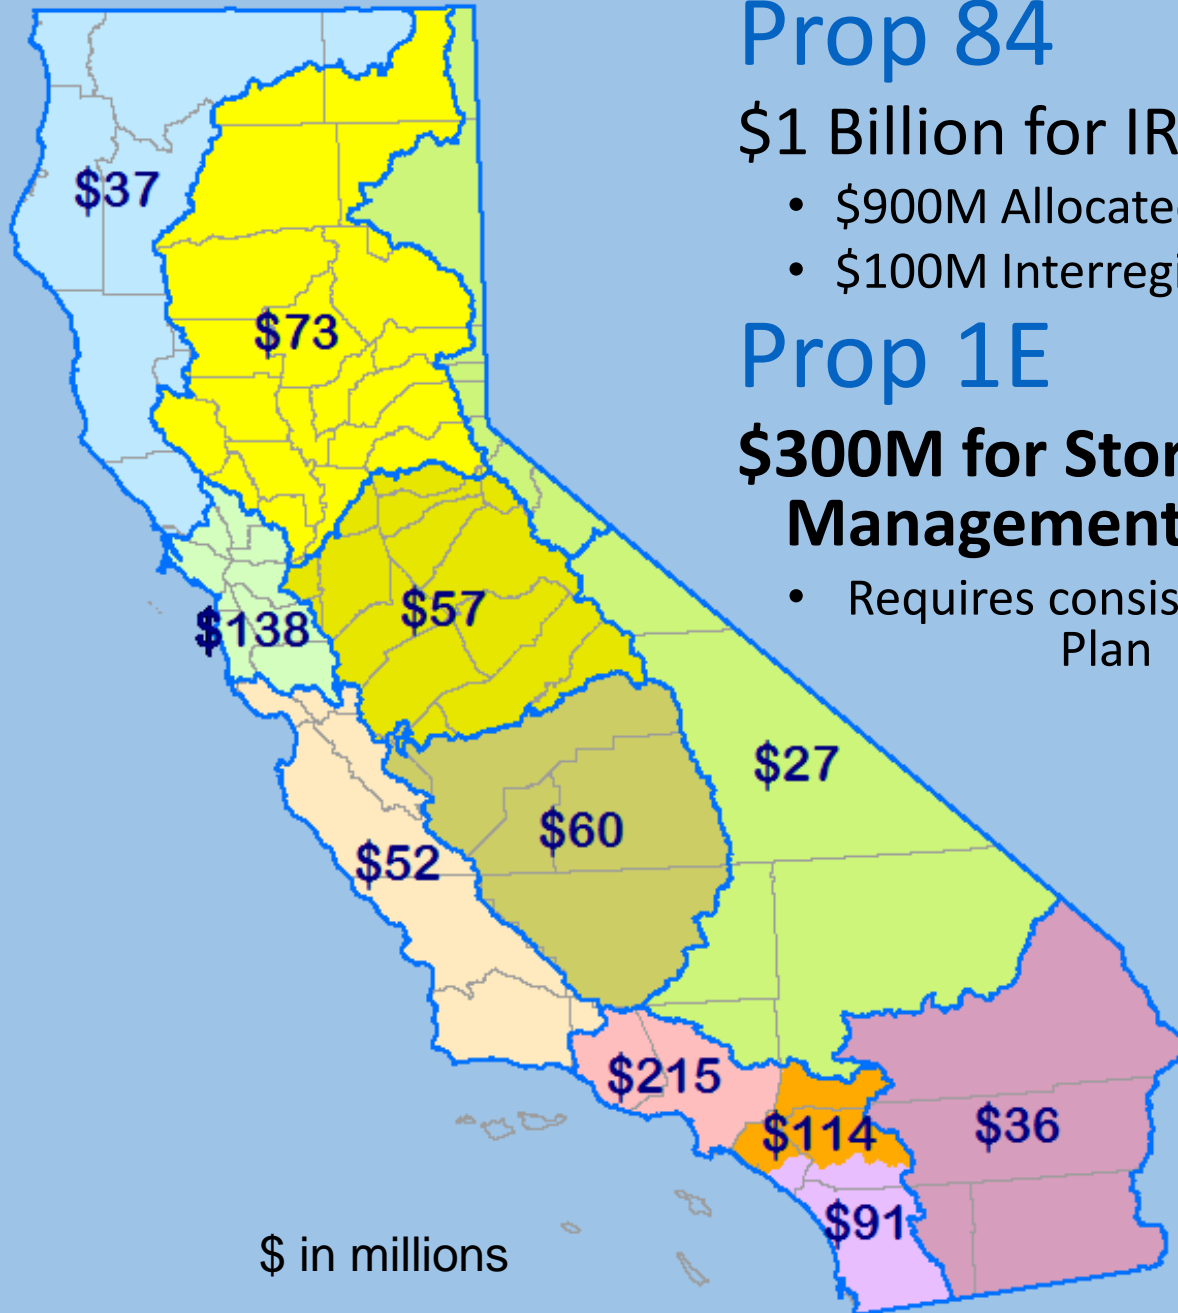 Prop 84
$1 Billion for IR
• $900M Allocate
• $100M Interregi
Prop 1E
$300M for Stor
Management
• Requires consis
Plan
$37
$73
$138
$57
$27
$60
$52
$215
$114
$36
$91
$ in millions